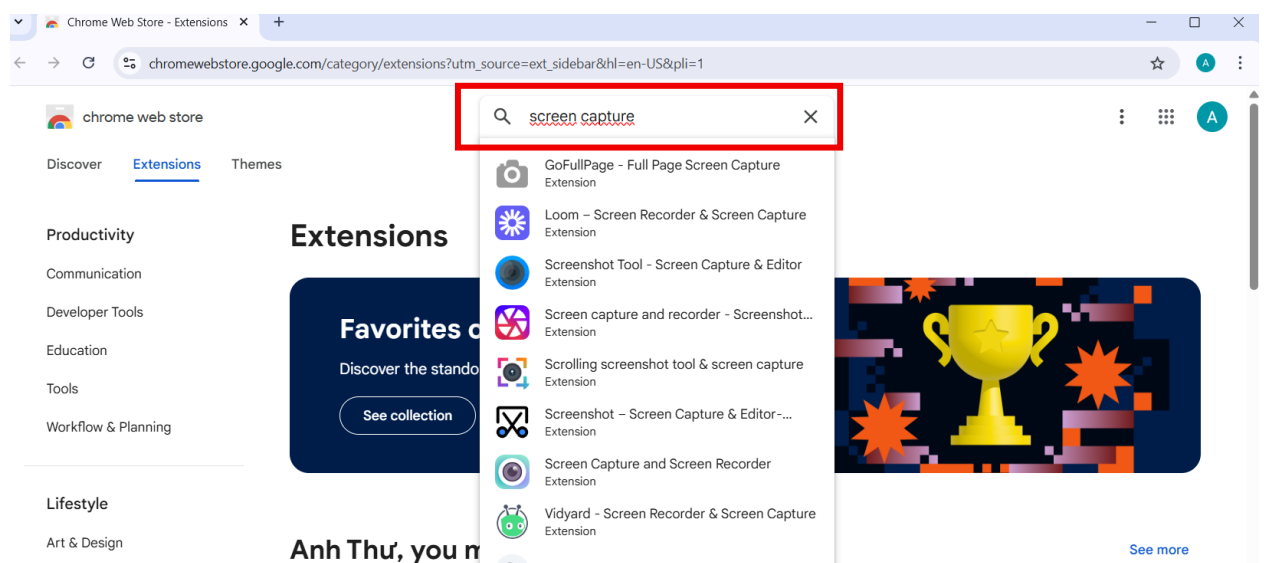 Chrome Web Store - Extensions
chromewebstore.google.com/category/extensions?utm_source=ext_sidebar&hl=en-US&pli=1
A
chrome web store
screen capture
A
Discover
Extensions
Themes
GoFullPage - Full Page Screen Capture
Extension
Loom – Screen Recorder & Screen Capture
Extension
Screenshot Tool - Screen Capture & Editor
Extension
Screen capture and recorder - Screenshot...
Extension
Scrolling screenshot tool & screen capture
Extension
Screenshot – Screen Capture & Editor-...
Extension
Screen Capture and Screen Recorder
Extension
Vidyard - Screen Recorder & Screen Capture
Extension
Productivity
Communication
Developer Tools
Education
Tools
Workflow & Planning
Lifestyle
Art & Design
Extensions
Favorites
Discover the stando
See collection
Anh Thư, you
See more